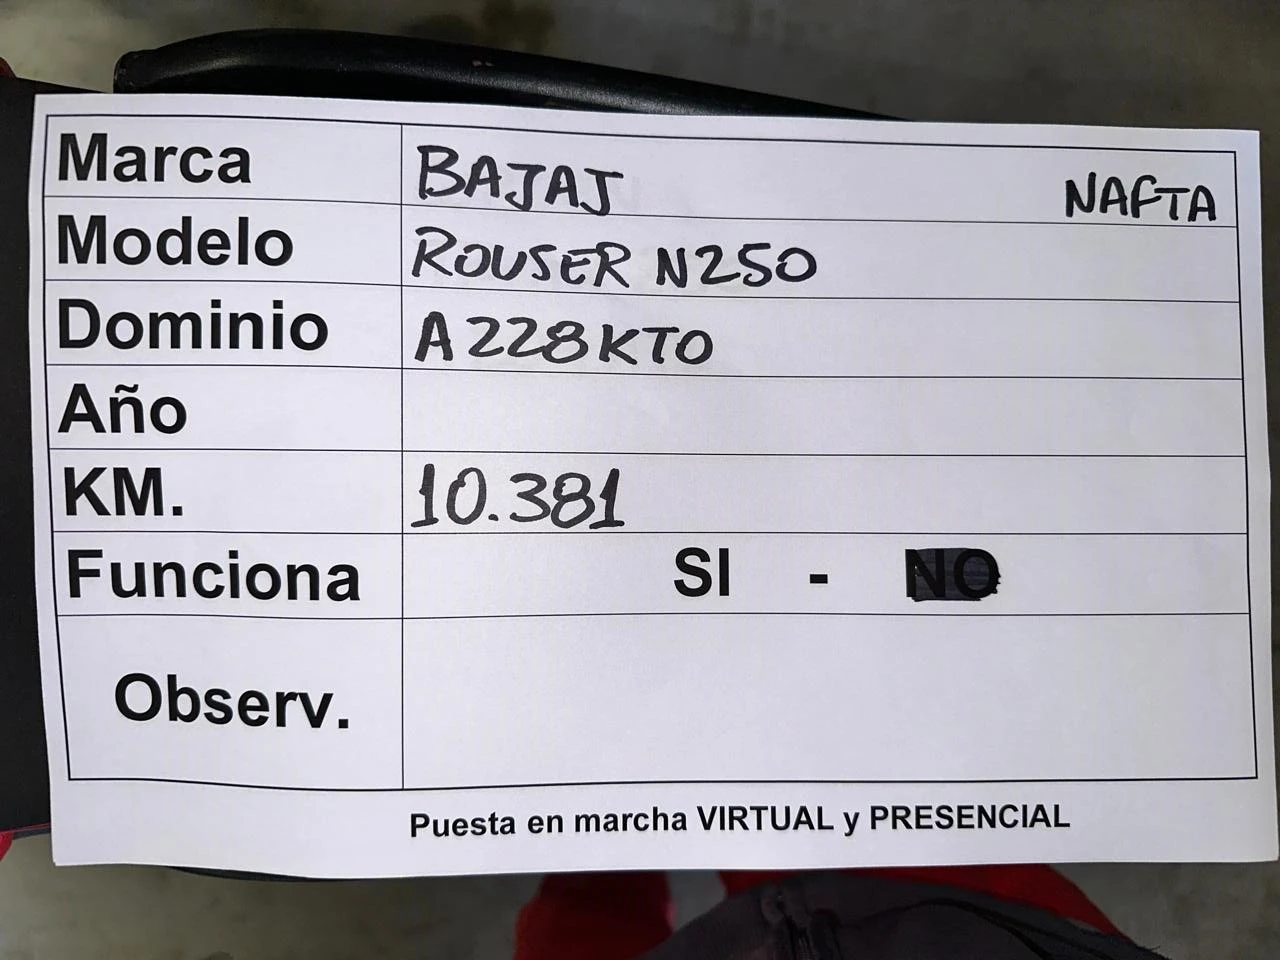 Marca BAJAJ NAFTA
Modelo ROUSER N250
Dominio A228KTO
Año
KM. 10.381
Funciona SI - NO
Observ.
Puesta en marcha VIRTUAL y PRESENCIAL